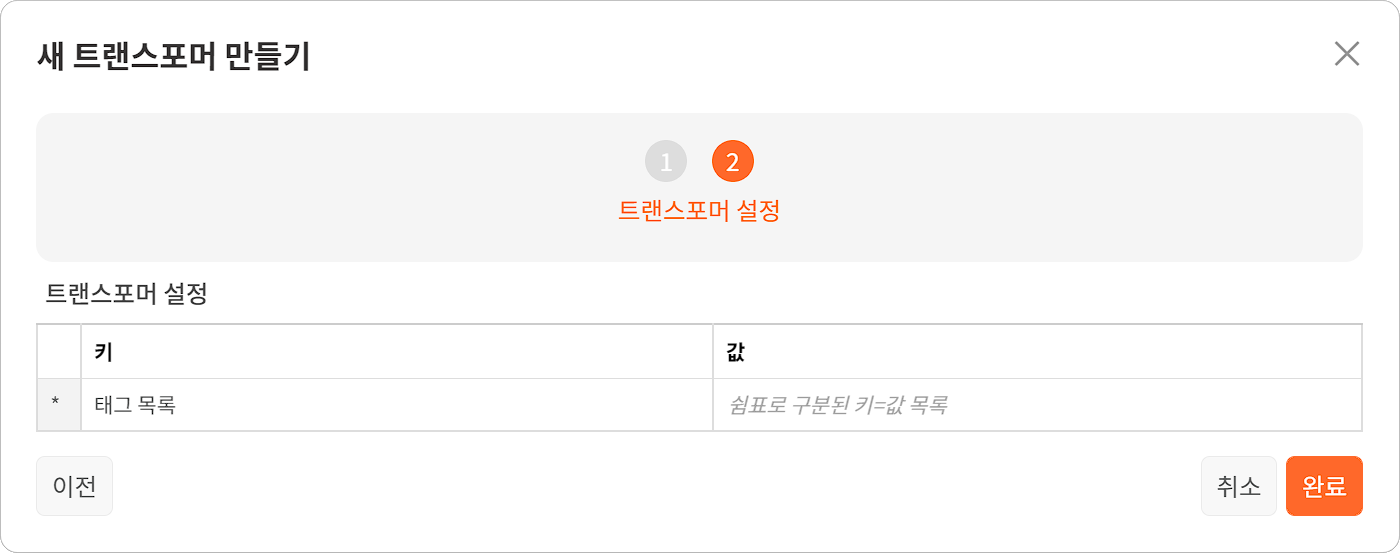 새 트랜스포머 만들기
1 2
트랜스포머 설정
트랜스포머 설정
키 값
* 태그 목록 쉼표로 구분된 키=값 목록
이전 취소 완료